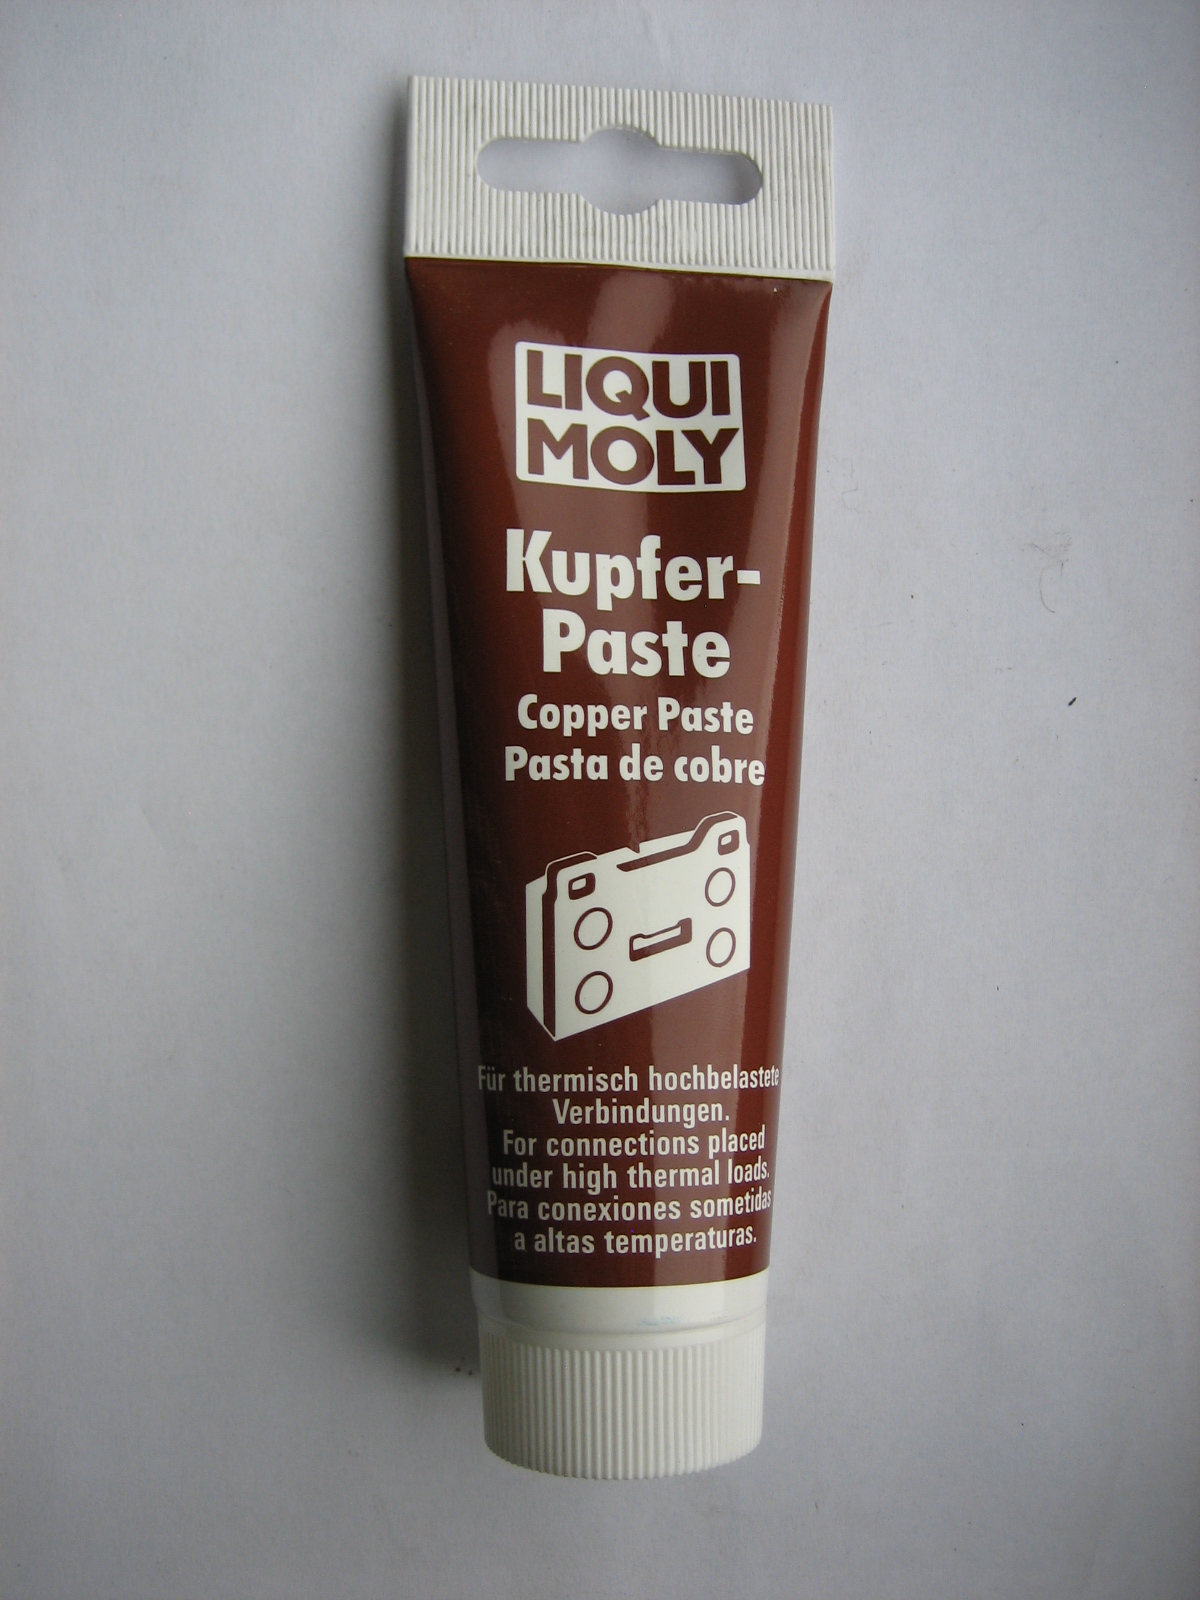 LIQUI
MOLY
Kupfer-
Paste
Copper Paste
Pasta de cobre
Für thermisch hochbelastete
Verbindungen.
For connections placed
under high thermal loads.
Para conexiones sometidas
a altas temperaturas.